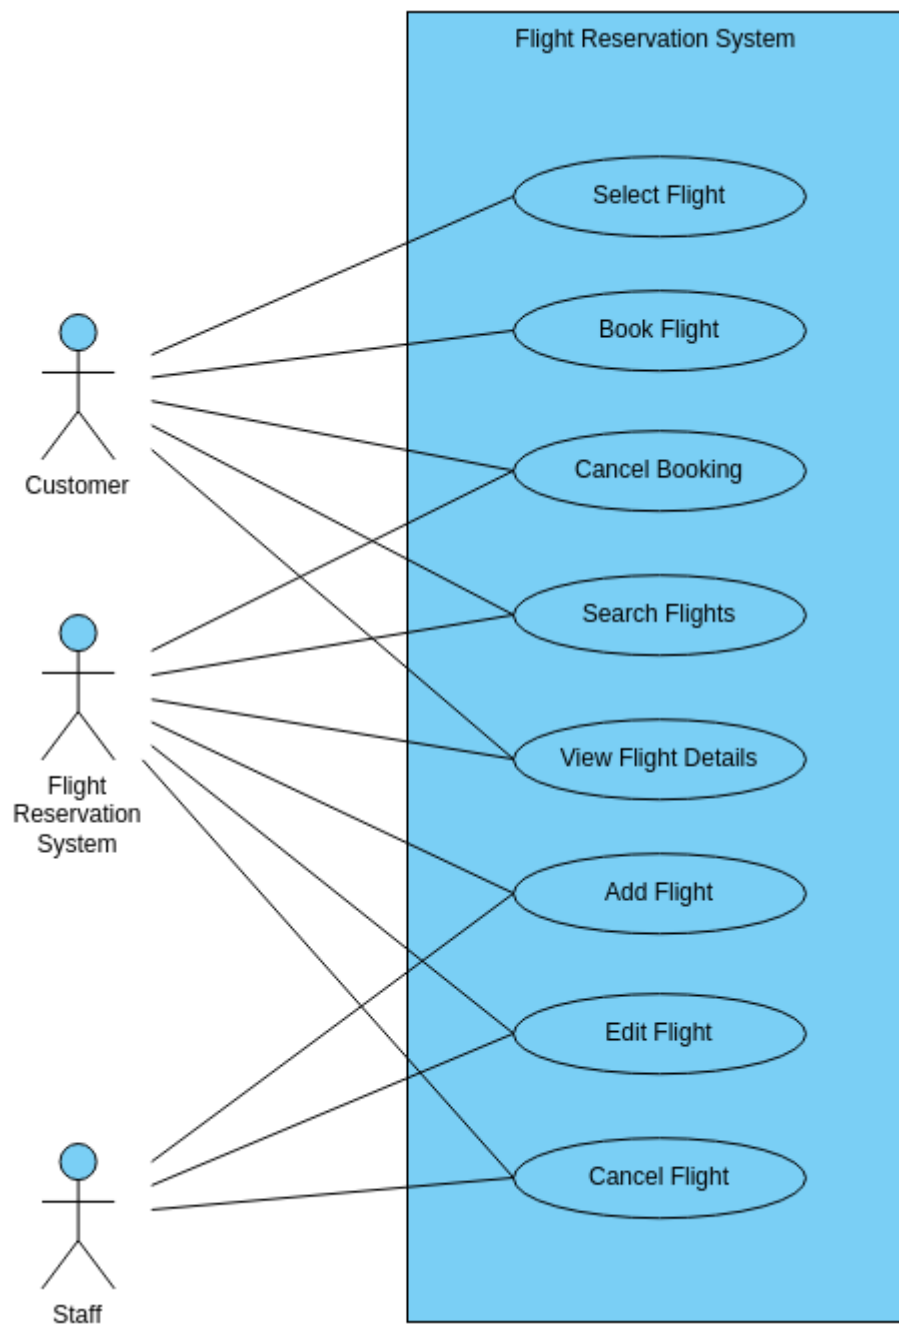 Flight Reservation System
Select Flight
Book Flight
Cancel Booking
Customer
Search Flights
View Flight Details
Flight
Reservation
System
Add Flight
Edit Flight
Cancel Flight
Staff